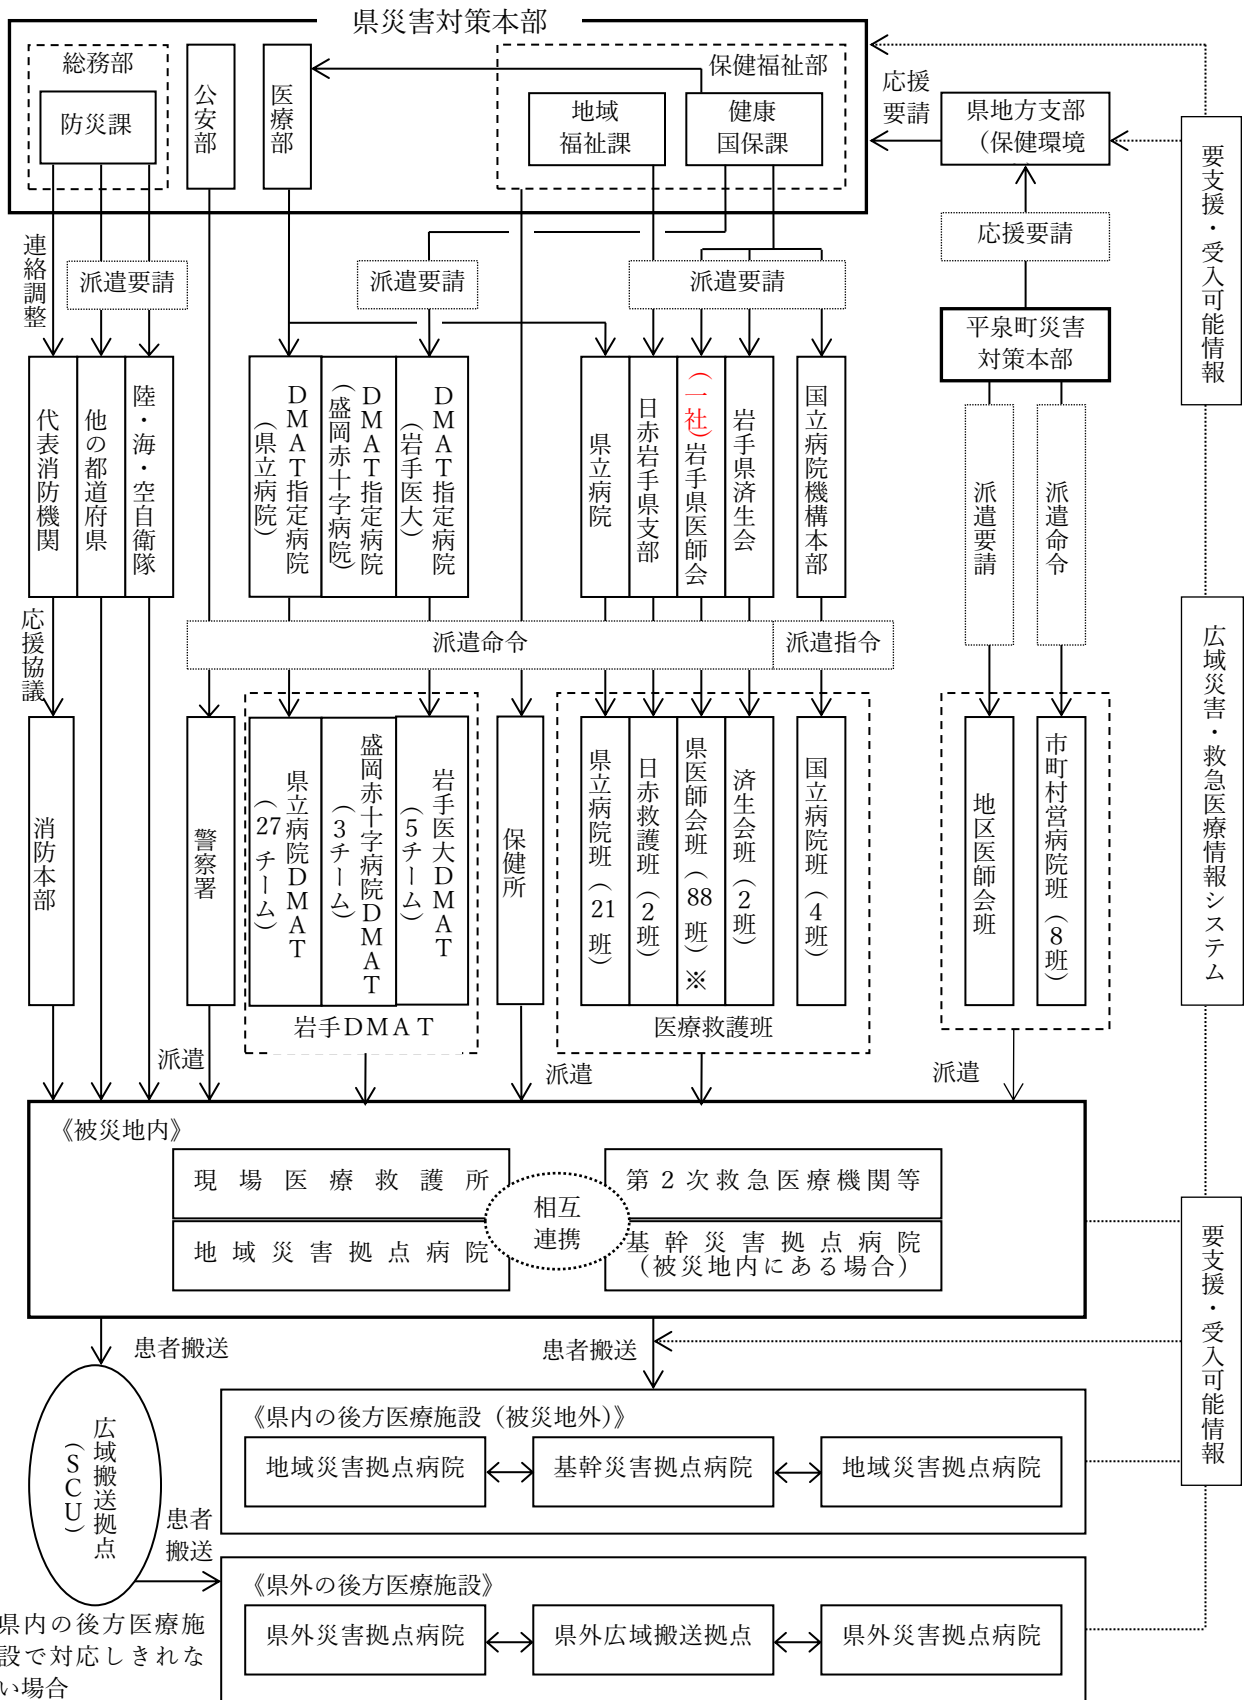 県災害対策本部
総務部
防災課
公安部
医療部
保健福祉部
地域
福祉課
健康
国保課
応援
要請
県地方支部
（保健環境
要支援・受入可能情報
連絡調整
派遣要請
派遣要請
派遣要請
応援要請
平泉町災害
対策本部
代表消防機関
他の都道府県
陸・海・空自衛隊
ＤＭＡＴ指定病院
（県立病院）
ＤＭＡＴ指定病院
（盛岡赤十字病院）
ＤＭＡＴ指定病院
（岩手医大）
県立病院
日赤岩手県支部
（一社）岩手県医師会
岩手県済生会
国立病院機構本部
派遣要請
派遣命令
応援協議
派遣命令
派遣指令
広域災害・救急医療情報システム
消防本部
警察署
県立病院ＤＭＡＴ
（27チーム）
盛岡赤十字病院ＤＭＡＴ
（３チーム）
岩手医大ＤＭＡＴ
（５チーム）
岩手ＤＭＡＴ
保健所
県立病院班（21班）
日赤救護班（２班）
県医師会班（88班）※
済生会班（２班）
国立病院班（４班）
医療救護班
地区医師会班
市町村営病院班（８班）
派遣
派遣
派遣
《被災地内》
現場医療救護所
第２次救急医療機関等
相互
連携
地域災害拠点病院
基幹災害拠点病院
（被災地内にある場合）
要支援・受入可能情報
患者搬送
患者搬送
広域搬送拠点
（ＳＣＵ）
《県内の後方医療施設（被災地外）》
地域災害拠点病院
基幹災害拠点病院
地域災害拠点病院
患者
搬送
《県外の後方医療施設》
県外災害拠点病院
県外広域搬送拠点
県外災害拠点病院
県内の後方医療施
設で対応しきれな
い場合